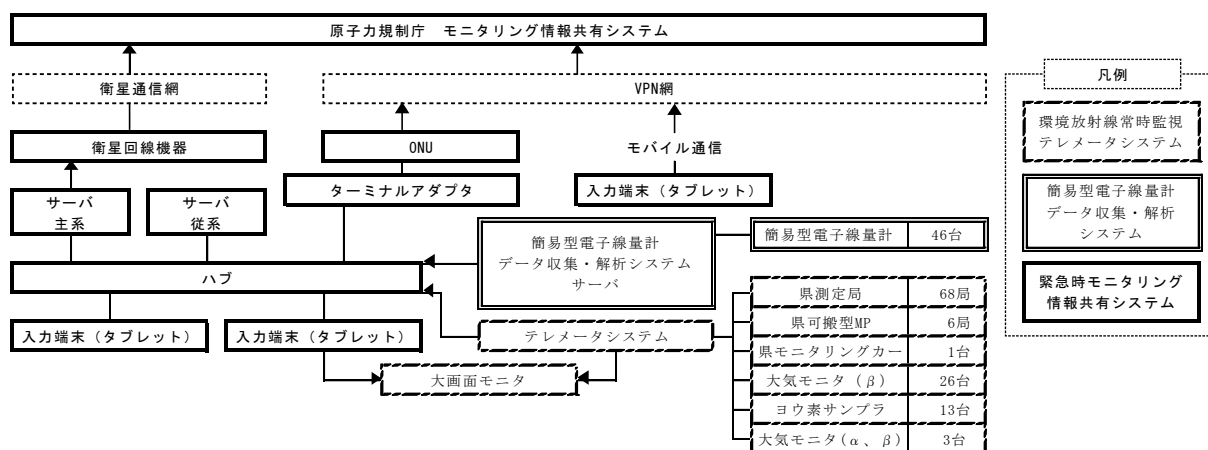 原子力規制庁　モニタリング情報共有システム
衛星通信網
VPN網
衛星回線機器
ONU
モバイル通信
ターミナルアダプタ
入力端末（タブレット）
サーバ
主系
サーバ
従系
簡易型電子線量計
データ収集・解析システム
サーバ
簡易型電子線量計 46台
ハブ
県測定局 68局
県可搬型MP 6局
県モニタリングカー 1台
大気モニタ（β） 26台
ヨウ素サンプラ 13台
大気モニタ(α、β) 3台
入力端末（タブレット）
入力端末（タブレット）
テレメータシステム
大画面モニタ
凡例
環境放射線常時監視
テレメータシステム
簡易型電子線量計
データ収集・解析
システム
緊急時モニタリング
情報共有システム